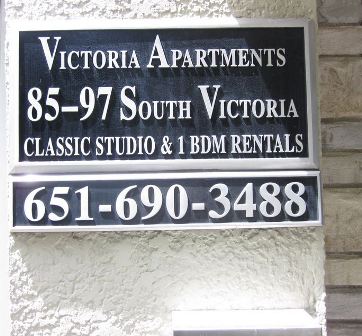 VICTORIA APARTMENTS
85–97 SOUTH VICTORIA
CLASSIC STUDIO & 1 BDM RENTALS
651-690-3488